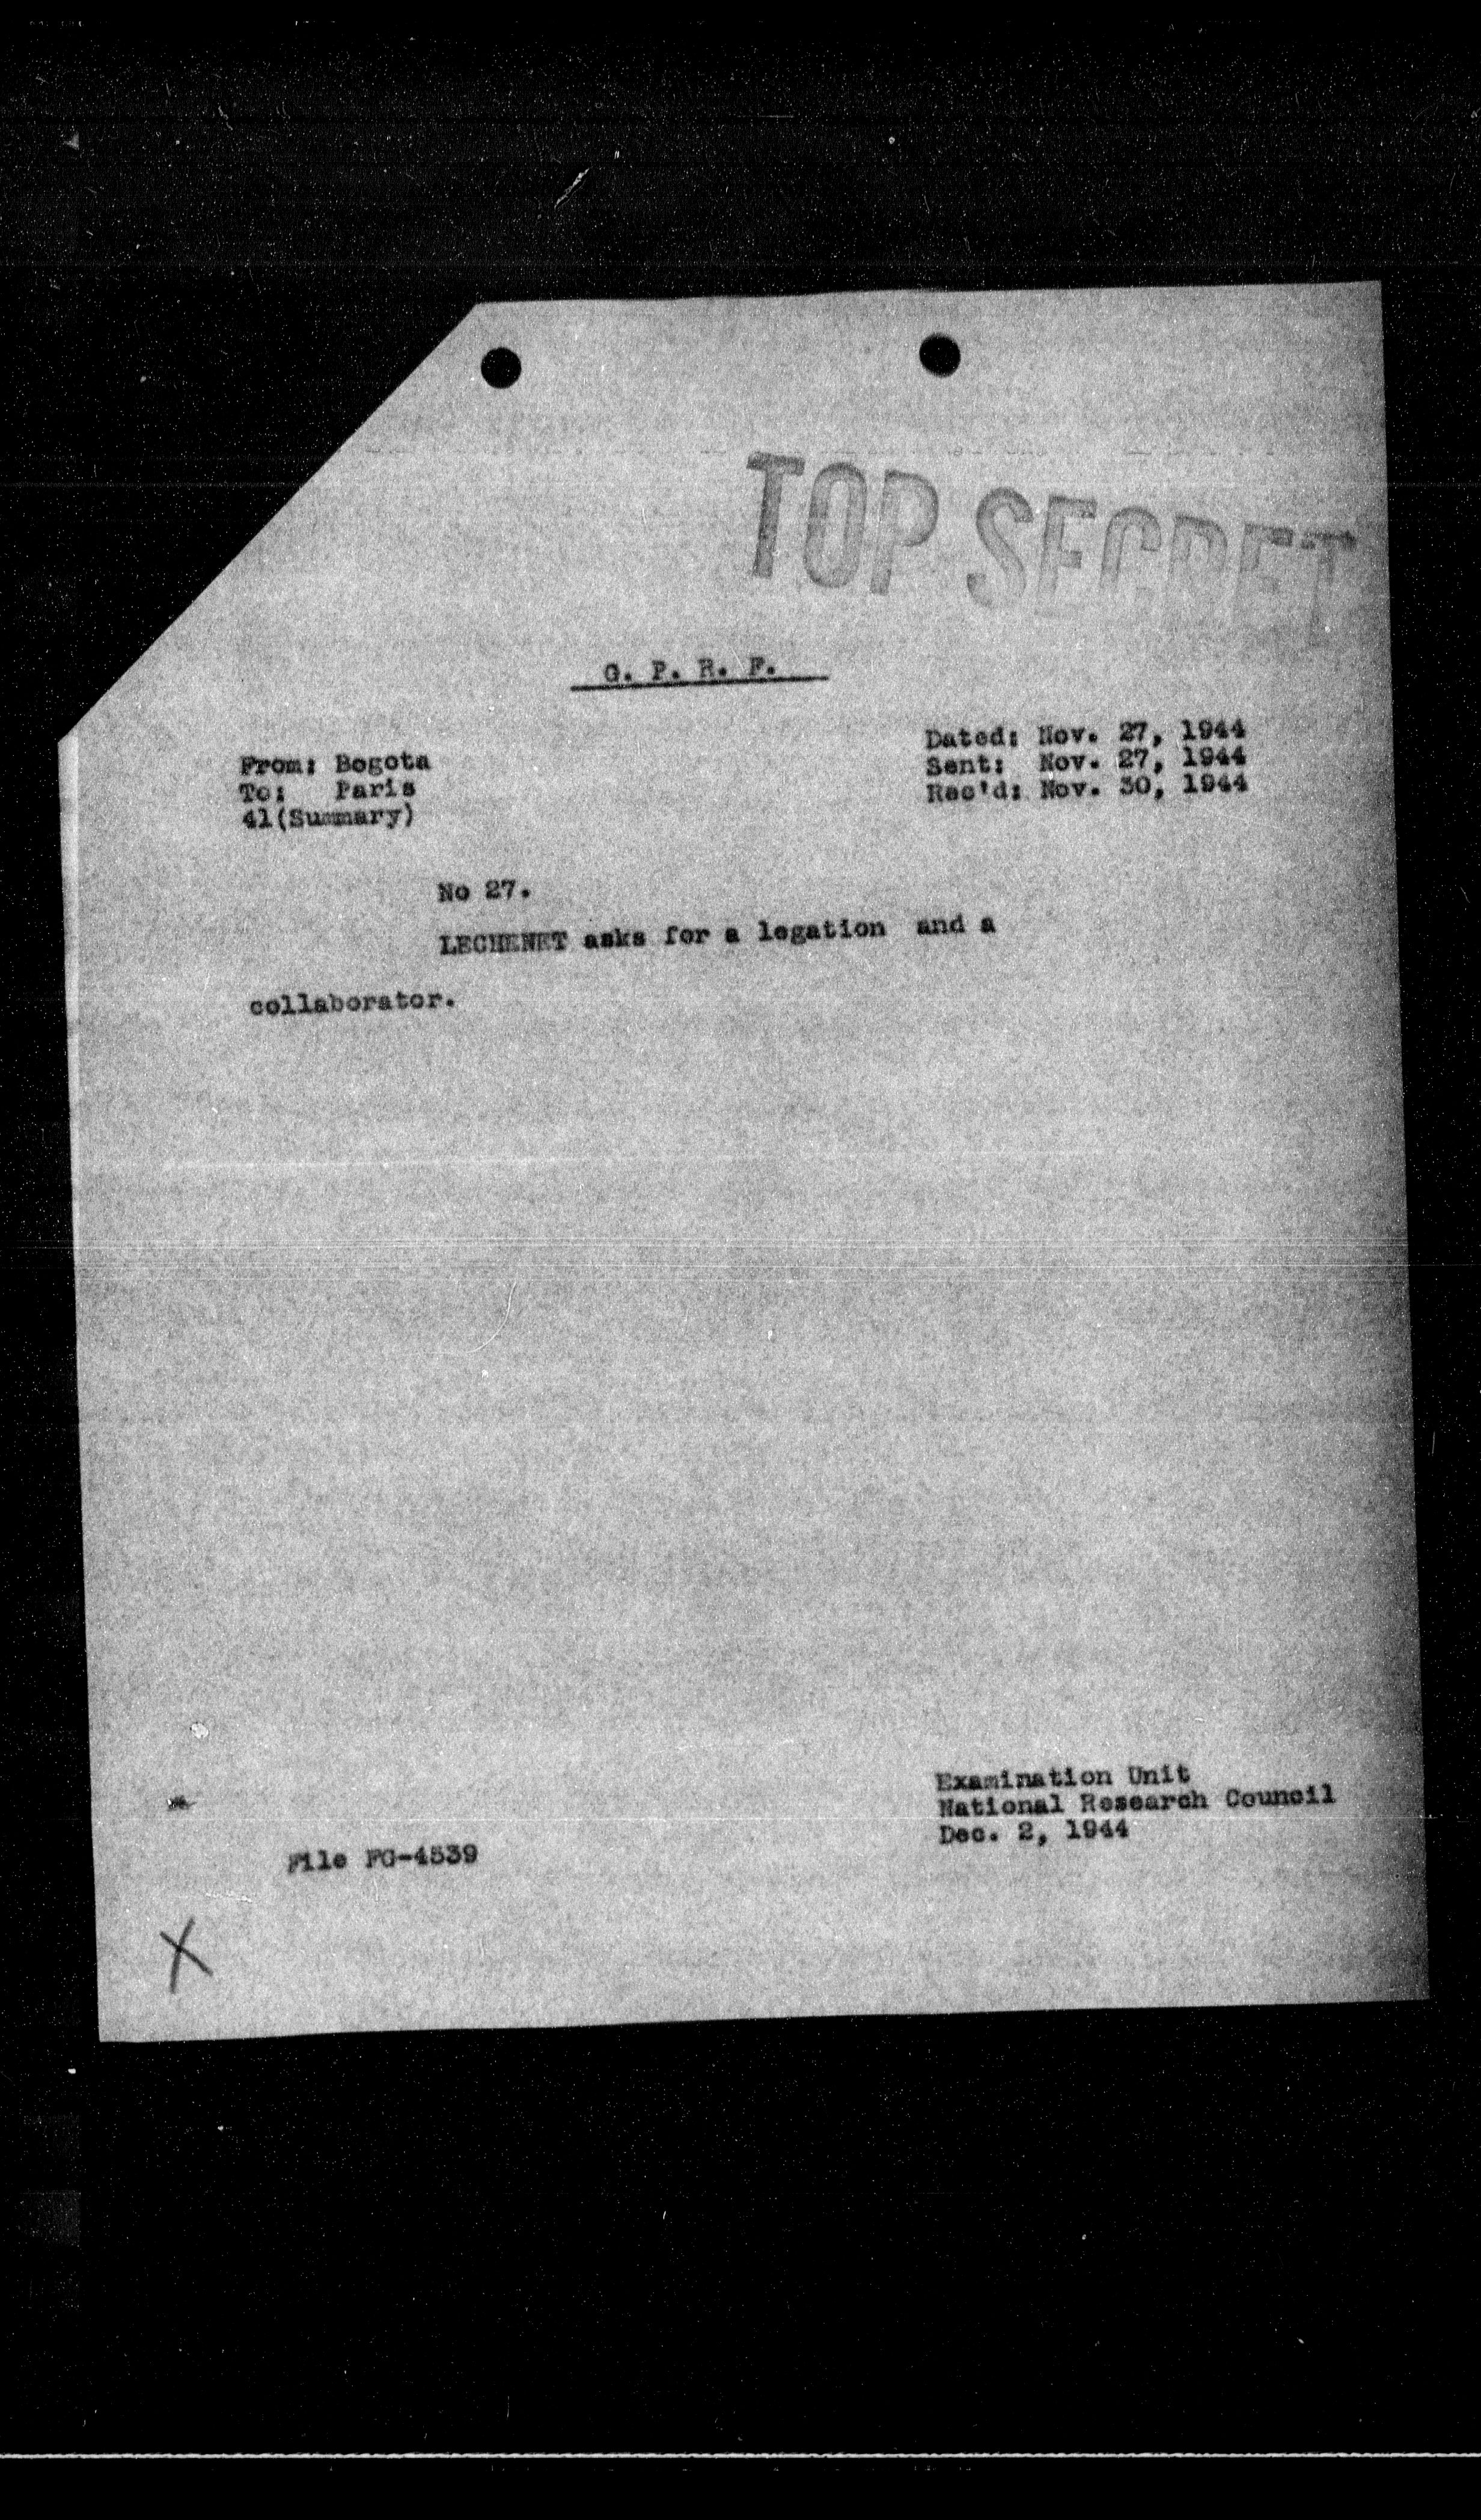 TOP SECRET
G. P. R. F.
From: Bogota
To: Paris
41(Summary)
Dated: Nov. 27, 1944
Sent: Nov. 27, 1944
Rec'd: Nov. 30, 1944
No 27.
LECHENET asks for a legation and a
collaborator.
Examination Unit
National Research Council
Dec. 2, 1944
File FG-4539
X